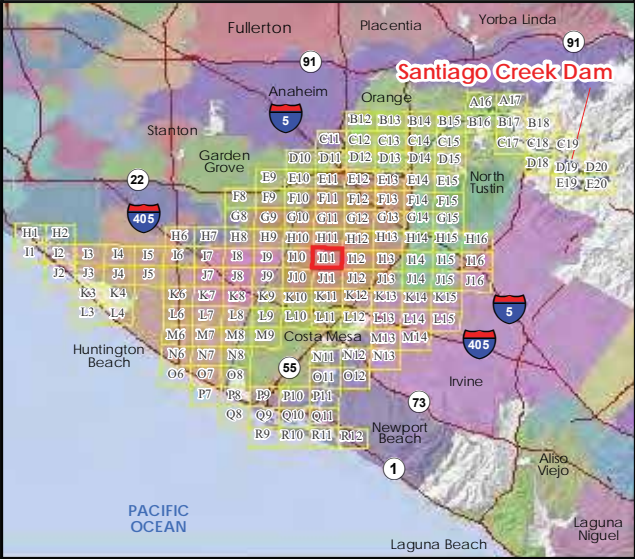 Fullerton
Placentia
Yorba Linda
91
91
Santiago Creek Dam
Anaheim
Orange
A16 A17
5
B12 B13 B14 B15 B16 B17 B18
Stanton
C11 C12 C13 C14 C15 C17 C18 C19
Garden
Grove
D10 D11 D12 D13 D14 D15 D18 D19 D20
North
Tustin
22
E9 E10 E11 E12 E13 E14 E15 E19 E20
F8 F9 F10 F11 F12 F13 F14 F15
405
G8 G9 G10 G11 G12 G13 G14 G15
H1 H2 H6 H7 H8 H9 H10 H11 H12 H13 H14 H15 H16
I1 I2 I3 I4 I5 I6 I7 I8 I9 I10 I11 I12 I13 I14 I15 I16
J2 J3 J4 J5 J7 J8 J9 J10 J11 J12 J13 J14 J15 J16
K3 K4 K6 K7 K8 K9 K10 K11 K12 K13 K14 K15
5
L3 L4 L6 L7 L8 L9 L10 L11 L12 L13 L14 L15
M6 M7 M8 M9 Costa Mesa M13 M14
405
Huntington
Beach
N6 N7 N8 N11 N12 N13
55
O6 O7 O8 O11 O12
Irvine
P7 P8 P9 P10 P11
73
Q8 Q9 Q10 Q11
Newport
Beach
R9 R10 R11 R12
1
Aliso
Viejo
PACIFIC
OCEAN
Laguna
Niguel
Laguna Beach